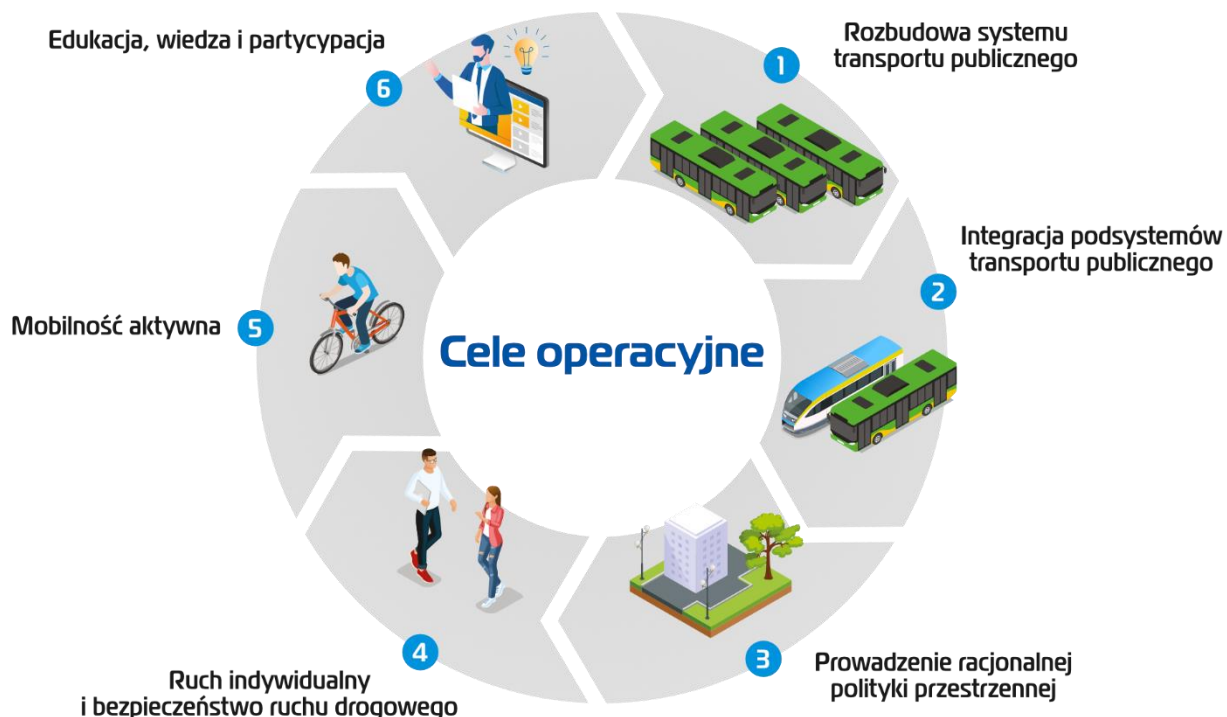 Cele operacyjne
1
Rozbudowa systemu
transportu publicznego
2
Integracja podsystemów
transportu publicznego
3
Prowadzenie racjonalnej
polityki przestrzennej
4
Ruch indywidualny
i bezpieczeństwo ruchu drogowego
5
Mobilność aktywna
6
Edukacja, wiedza i partycypacja